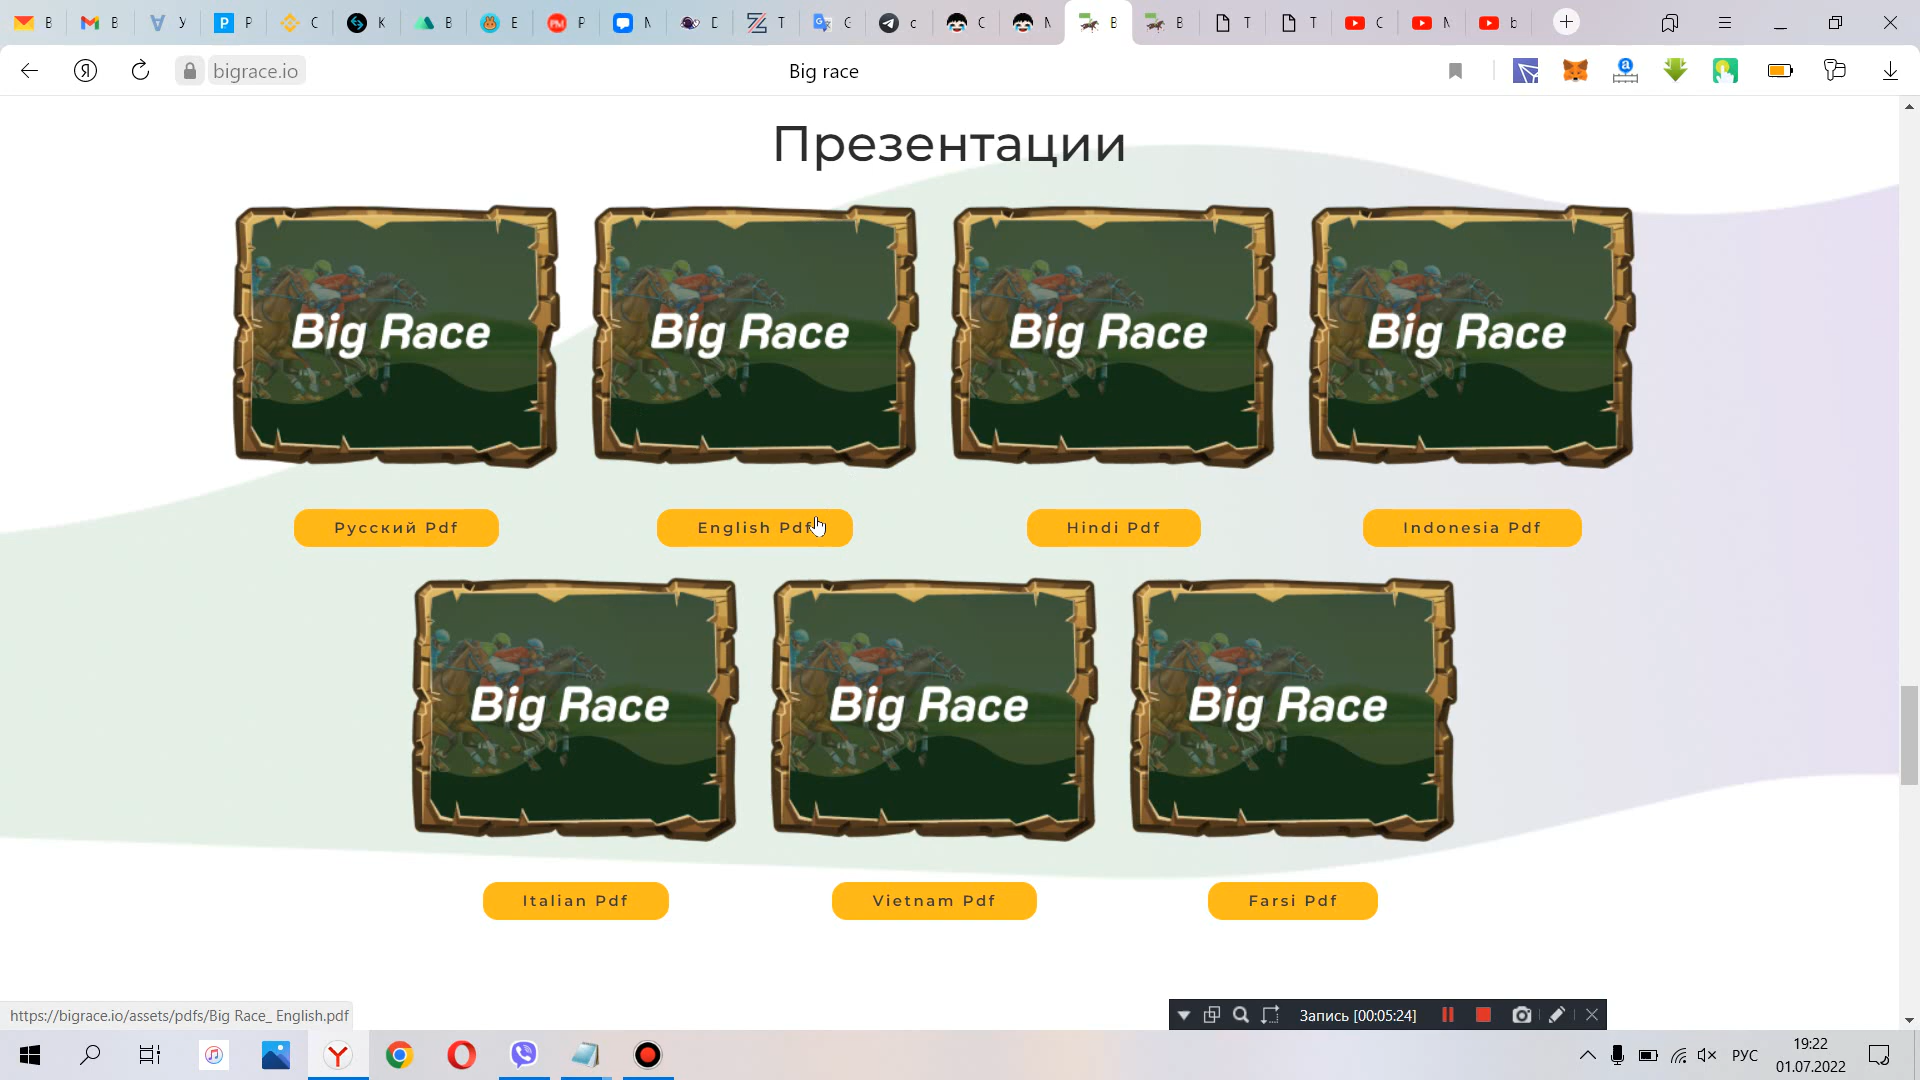 В
В
У
P
С
К
В
E
P
N
D
T
G
с
С
N
B
B
T
T
С
N
b
bigrace.io
Big race
Презентации
Big Race
Big Race
Big Race
Big Race
Русский Pdf
English Pdf
Hindi Pdf
Indonesia Pdf
Big Race
Big Race
Big Race
Italian Pdf
Vietnam Pdf
Farsi Pdf
https://bigrace.io/assets/pdfs/Big Race_ English.pdf
Запись [00:05:24]
РУС
19:22
01.07.2022